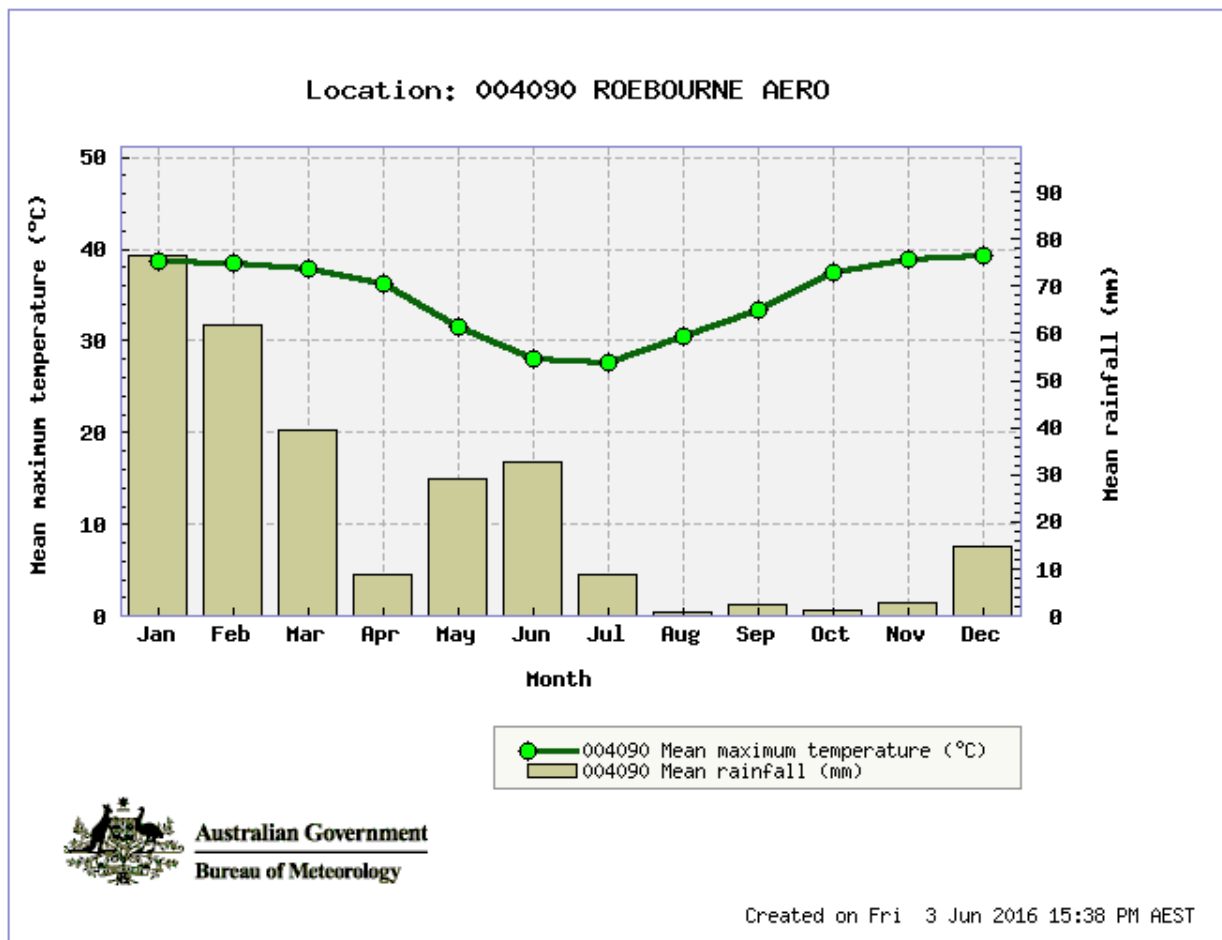 Location: 004090 ROEBOURNE AERO
Mean maximum temperature (°C)
50
40
30
20
10
0
90
80
70
60
50
40
30
20
10
0
Mean rainfall (mm)
Jan Feb Mar Apr May Jun Jul Aug Sep Oct Nov Dec
Month
004090 Mean maximum temperature (°C)
004090 Mean rainfall (mm)
Australian Government
Bureau of Meteorology
Created on Fri 3 Jun 2016 15:38 PM AEST